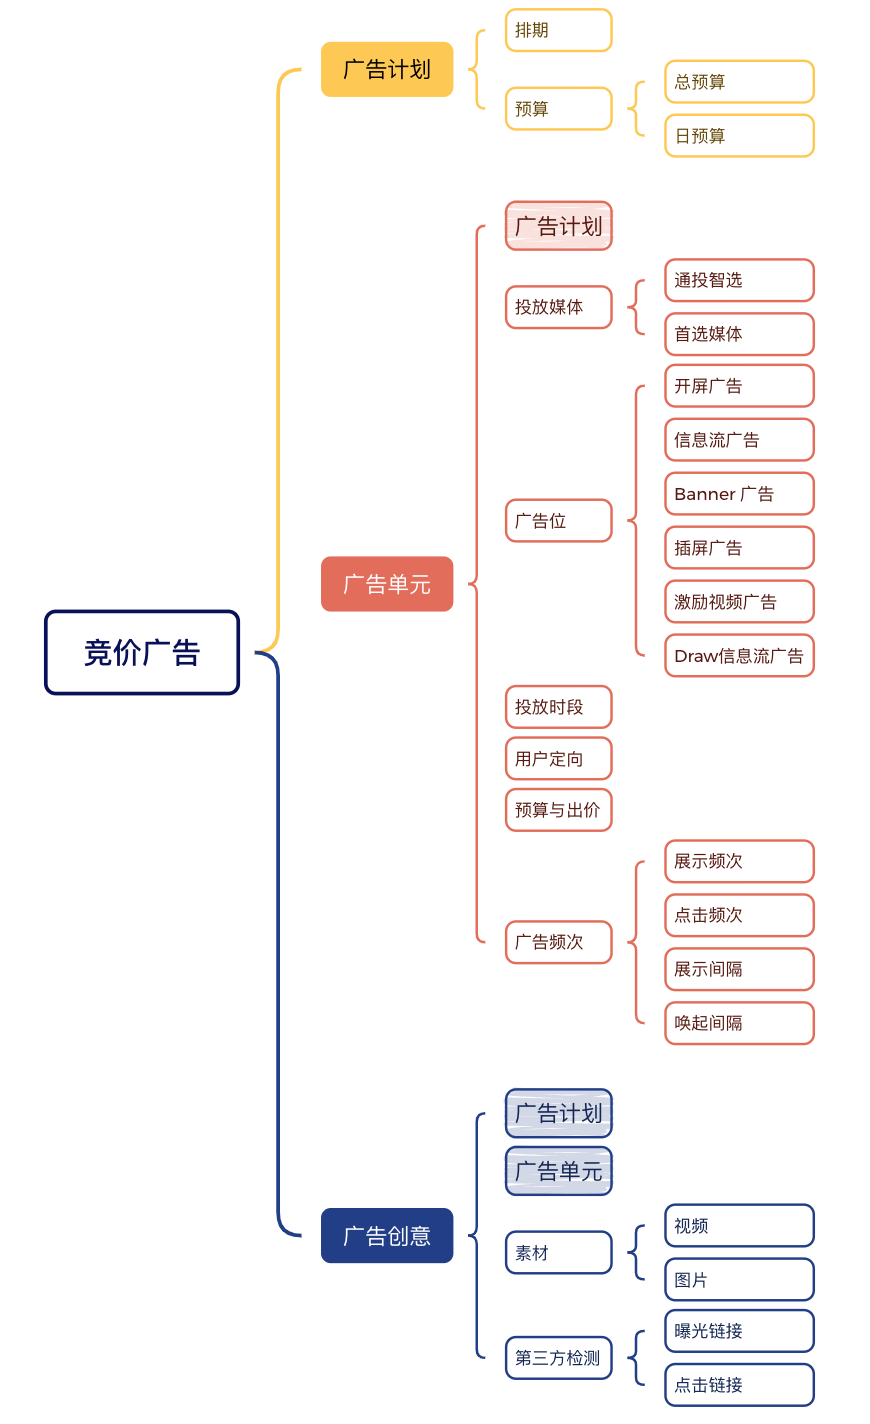 竞价广告
广告计划
排期
预算
总预算
日预算
广告单元
广告计划
投放媒体
通投智选
首选媒体
广告位
开屏广告
信息流广告
Banner 广告
插屏广告
激励视频广告
Draw信息流广告
投放时段
用户定向
预算与出价
广告频次
展示频次
点击频次
展示间隔
唤起间隔
广告创意
广告计划
广告单元
素材
视频
图片
第三方检测
曝光链接
点击链接